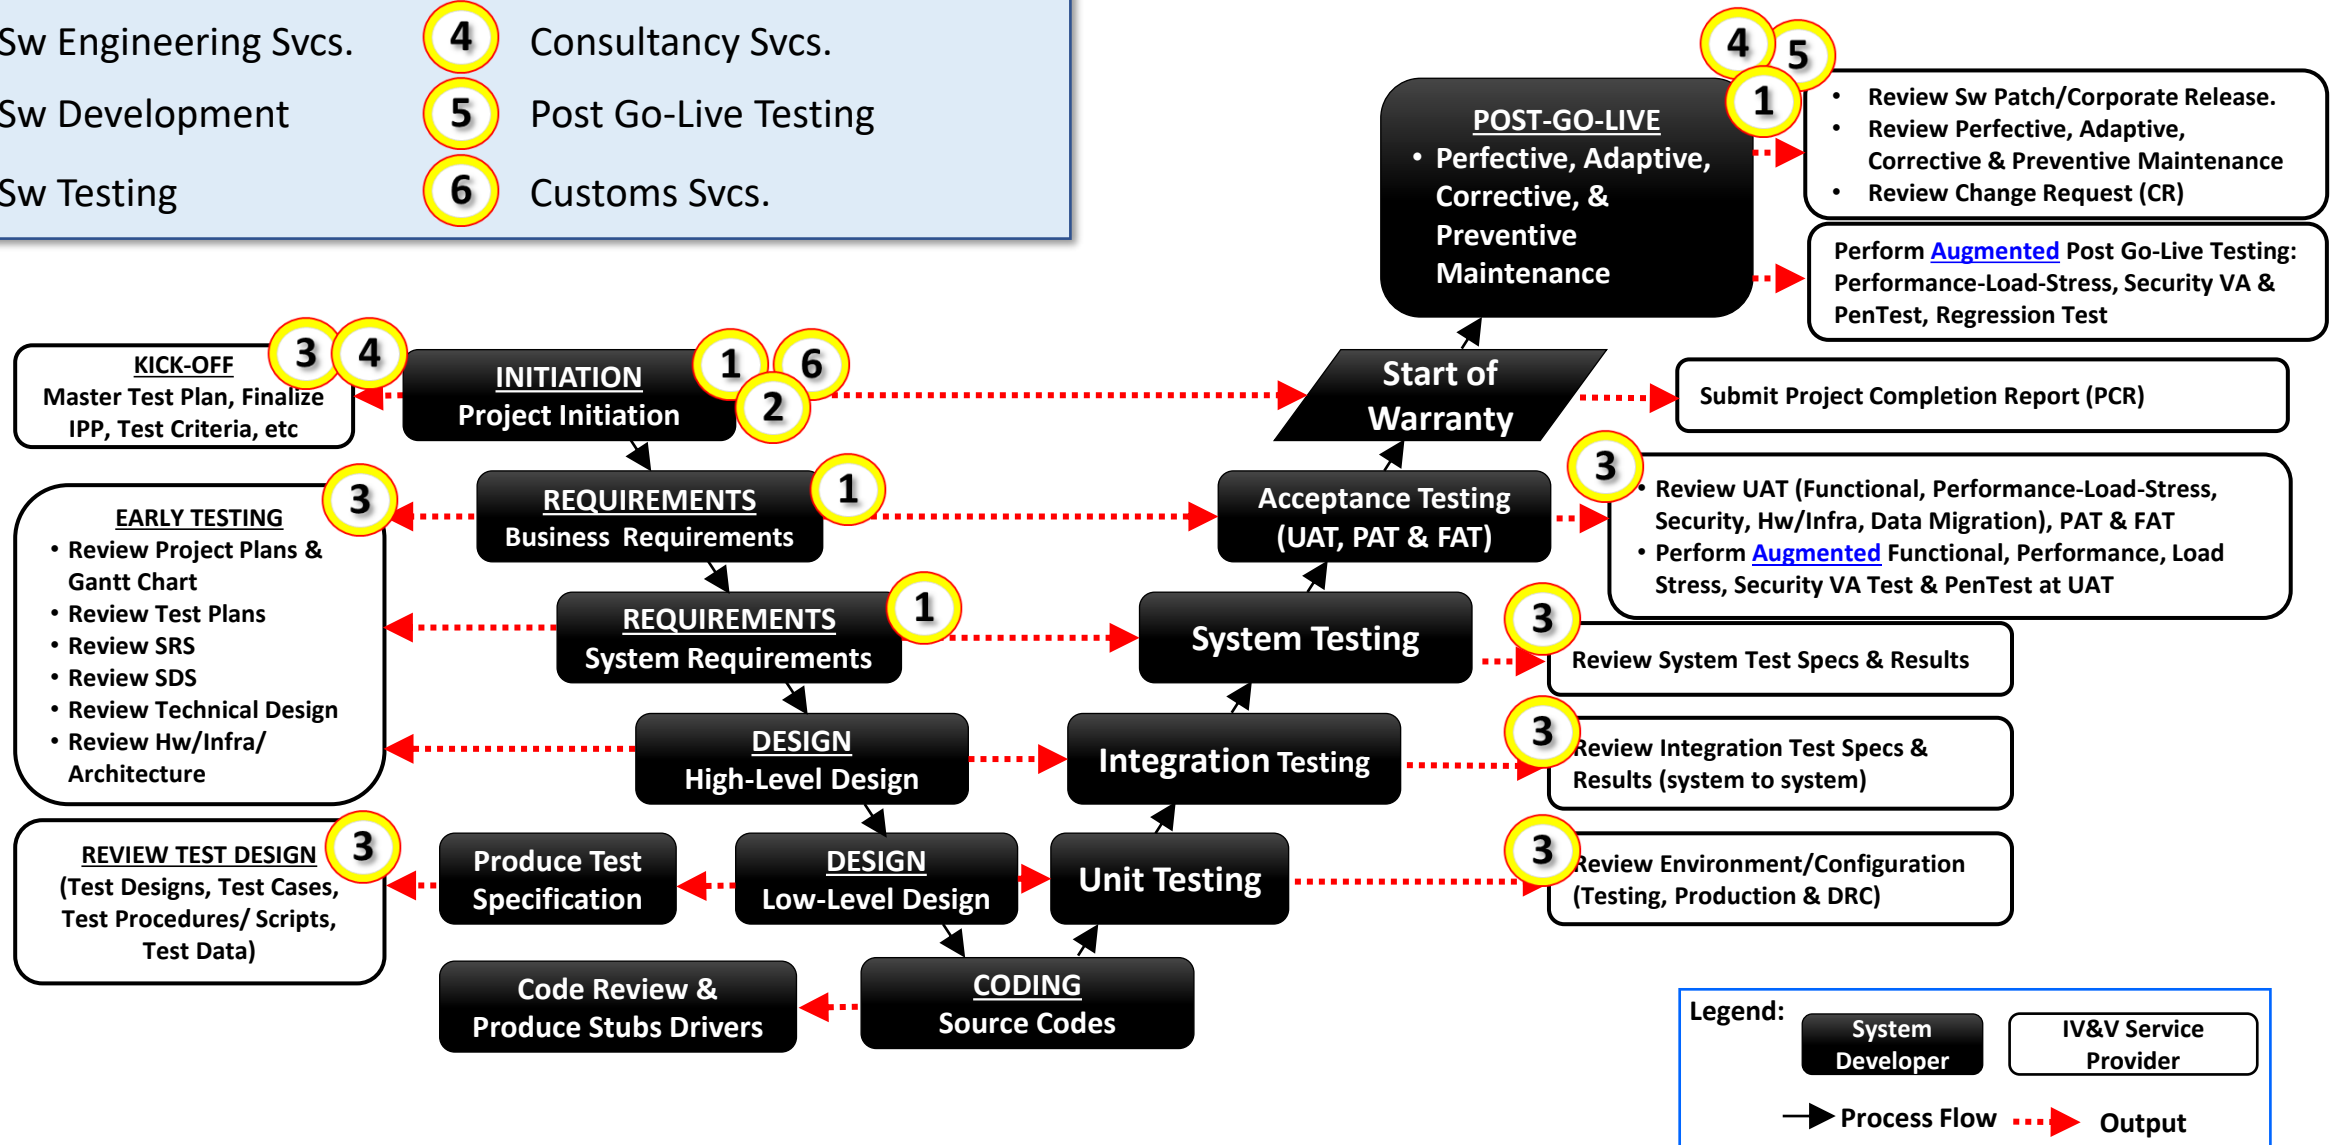 Sw Engineering Svcs.
4 Consultancy Svcs.
Sw Development
5 Post Go-Live Testing
Sw Testing
6 Customs Svcs.
4
5
1
POST-GO-LIVE
• Perfective, Adaptive,
Corrective, &
Preventive
Maintenance
• Review Sw Patch/Corporate Release.
• Review Perfective, Adaptive,
Corrective & Preventive Maintenance
• Review Change Request (CR)
Perform Augmented Post Go-Live Testing:
Performance-Load-Stress, Security VA &
PenTest, Regression Test
3
4
KICK-OFF
Master Test Plan, Finalize
IPP, Test Criteria, etc
INITIATION
Project Initiation
1
6
2
Start of
Warranty
Submit Project Completion Report (PCR)
3
EARLY TESTING
• Review Project Plans &
Gantt Chart
• Review Test Plans
• Review SRS
• Review SDS
• Review Technical Design
• Review Hw/Infra/
Architecture
REQUIREMENTS
Business Requirements
1
Acceptance Testing
(UAT, PAT & FAT)
3
• Review UAT (Functional, Performance-Load-Stress,
Security, Hw/Infra, Data Migration), PAT & FAT
• Perform Augmented Functional, Performance, Load
Stress, Security VA Test & PenTest at UAT
REQUIREMENTS
System Requirements
1
System Testing
3
Review System Test Specs & Results
DESIGN
High-Level Design
Integration Testing
3
Review Integration Test Specs &
Results (system to system)
3
REVIEW TEST DESIGN
(Test Designs, Test Cases,
Test Procedures/ Scripts,
Test Data)
Produce Test
Specification
DESIGN
Low-Level Design
Unit Testing
3
Review Environment/Configuration
(Testing, Production & DRC)
Code Review &
Produce Stubs Drivers
CODING
Source Codes
Legend:
System
Developer
IV&V Service
Provider
Process Flow
Output